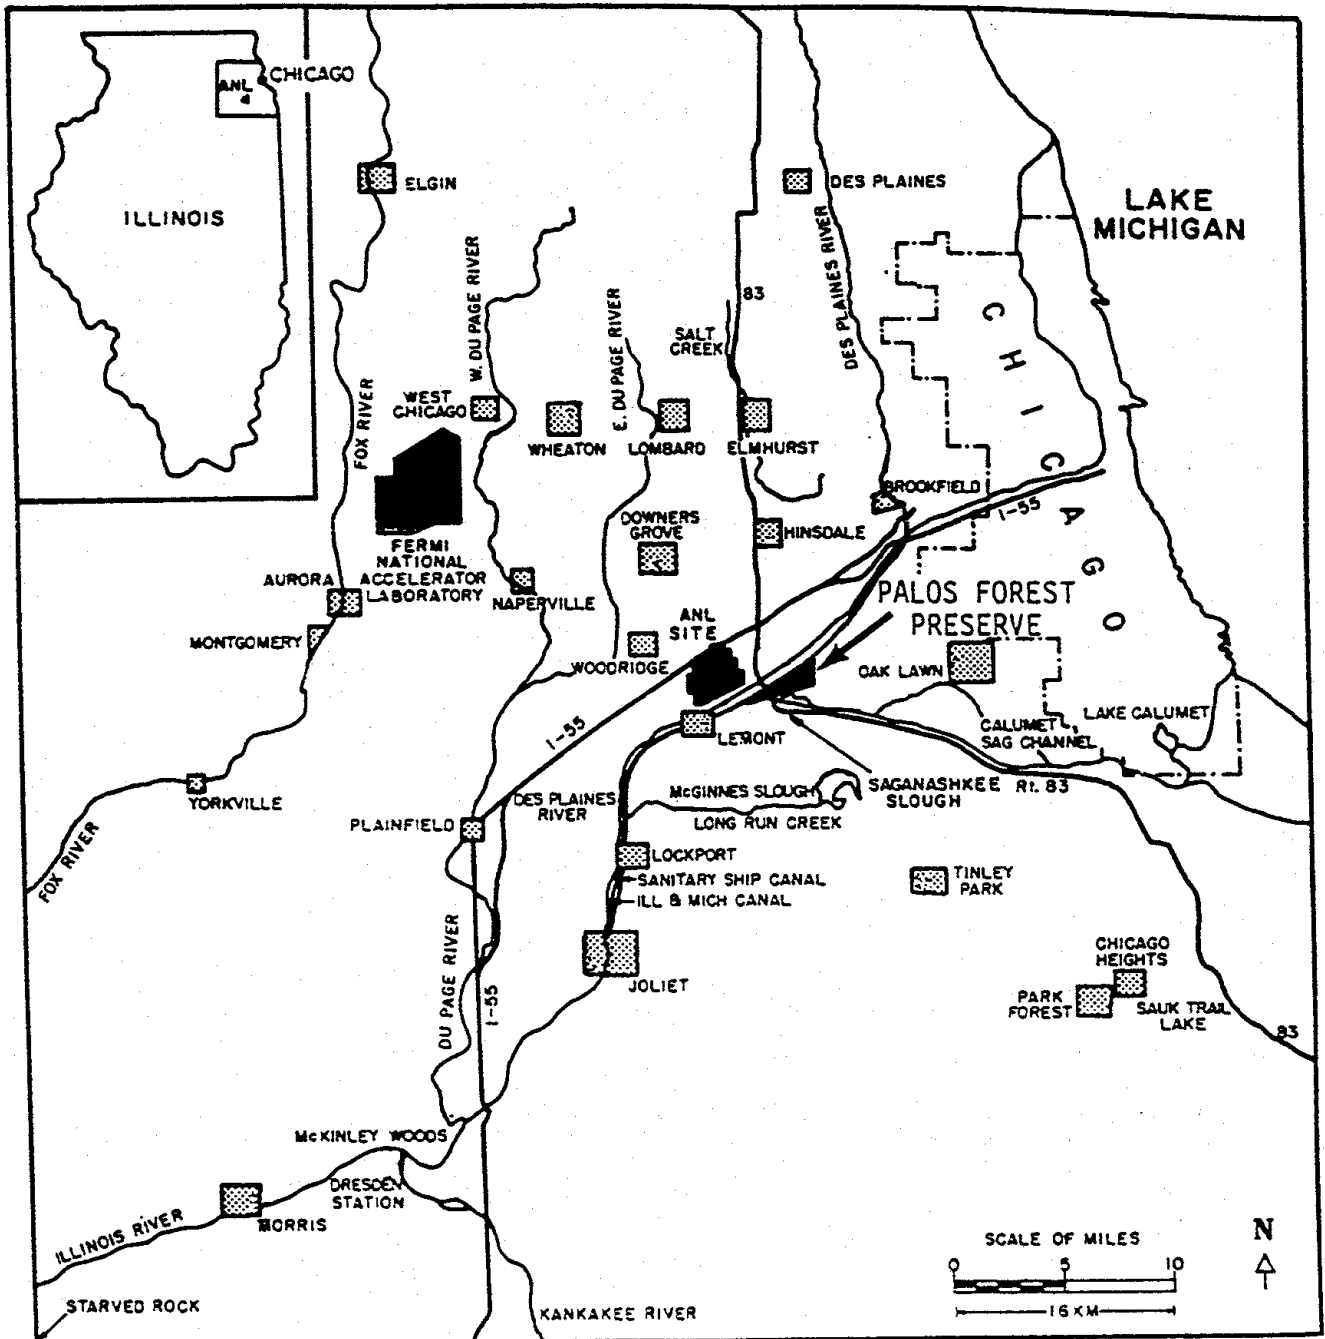 CHICAGO
ANL
ILLINOIS
ELGIN
DES PLAINES
LAKE
MICHIGAN
DES PLAINES RIVER
W. DU PAGE RIVER
E. DU PAGE RIVER
83
SALT
CREEK
CHICAGO
FOX RIVER
WEST
CHICAGO
WHEATON
LOMBARD
ELMHURST
BROOKFIELD
I-55
DOWNERS
GROVE
HINSDALE
FERMI
NATIONAL
ACCELERATOR
LABORATORY
AURORA
NAPERVILLE
PALOS FOREST
PRESERVE
ANL
SITE
MONTGOMERY
WOODRIDGE
OAK LAWN
I-55
LEMONT
CALUMET
SAG CHANNEL
LAKE CALUMET
YORKVILLE
DES PLAINES
RIVER
McGINNES SLOUGH
SAGANASHKEE
SLOUGH
Rt. 83
LONG RUN CREEK
PLAINFIELD
FOX RIVER
LOCKPORT
SANITARY SHIP CANAL
ILL & MICH CANAL
TINLEY
PARK
DU PAGE RIVER
I-55
JOLIET
CHICAGO
HEIGHTS
PARK
FOREST
SAUK TRAIL
LAKE
83
McKINLEY WOODS
DRESDEN
STATION
MORRIS
ILLINOIS RIVER
STARVED ROCK
KANKAKEE RIVER
SCALE OF MILES
0 5 10
16 KM
N